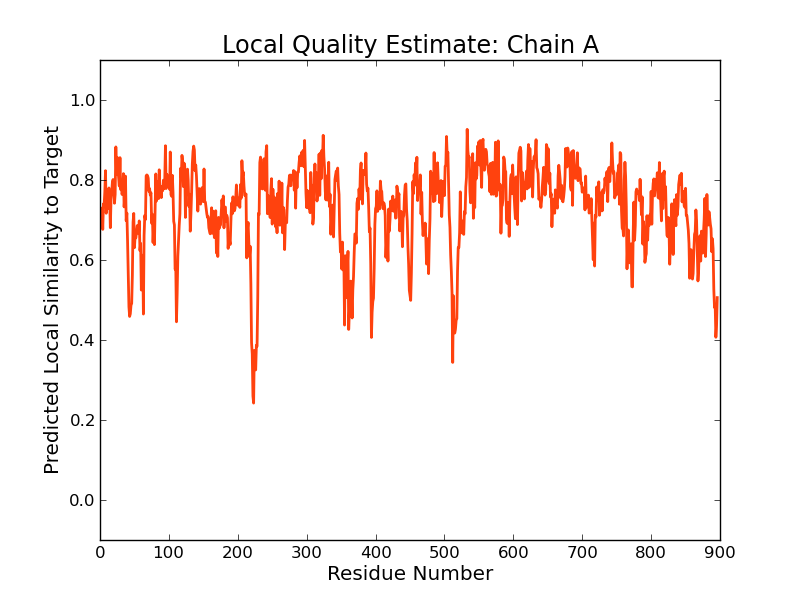 Local Quality Estimate: Chain A
Predicted Local Similarity to Target
1.0
0.8
0.6
0.4
0.2
0.0
0 100 200 300 400 500 600 700 800 900
Residue Number